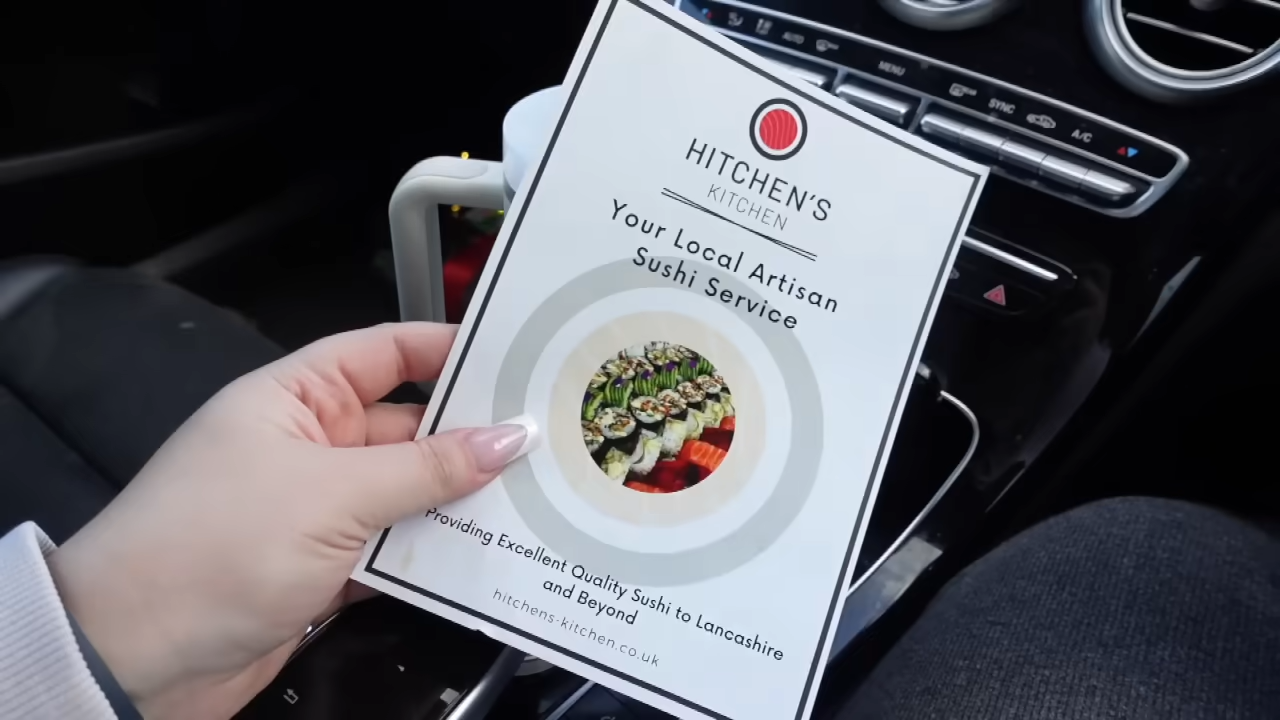 AUTO
MENU
SYNC
A/C
HITCHEN'S
KITCHEN
Your Local Artisan
Sushi Service
Providing Excellent Quality Sushi to Lancashire
and Beyond
hitchens-kitchen.co.uk